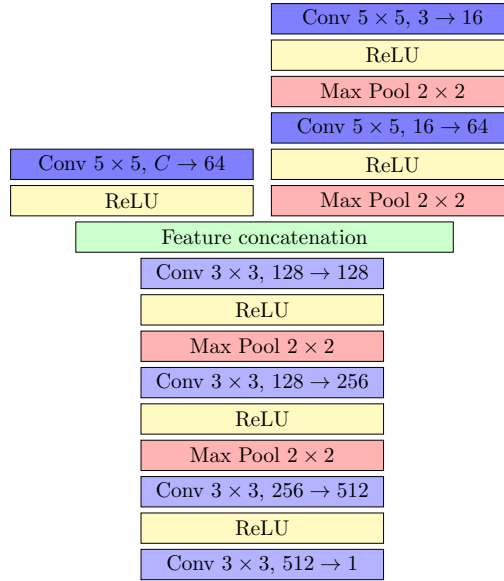 Conv 5 × 5, 3 → 16
ReLU
Max Pool 2 × 2
Conv 5 × 5, 16 → 64
Conv 5 × 5, C → 64
ReLU
ReLU
Max Pool 2 × 2
Feature concatenation
Conv 3 × 3, 128 → 128
ReLU
Max Pool 2 × 2
Conv 3 × 3, 128 → 256
ReLU
Max Pool 2 × 2
Conv 3 × 3, 256 → 512
ReLU
Conv 3 × 3, 512 → 1